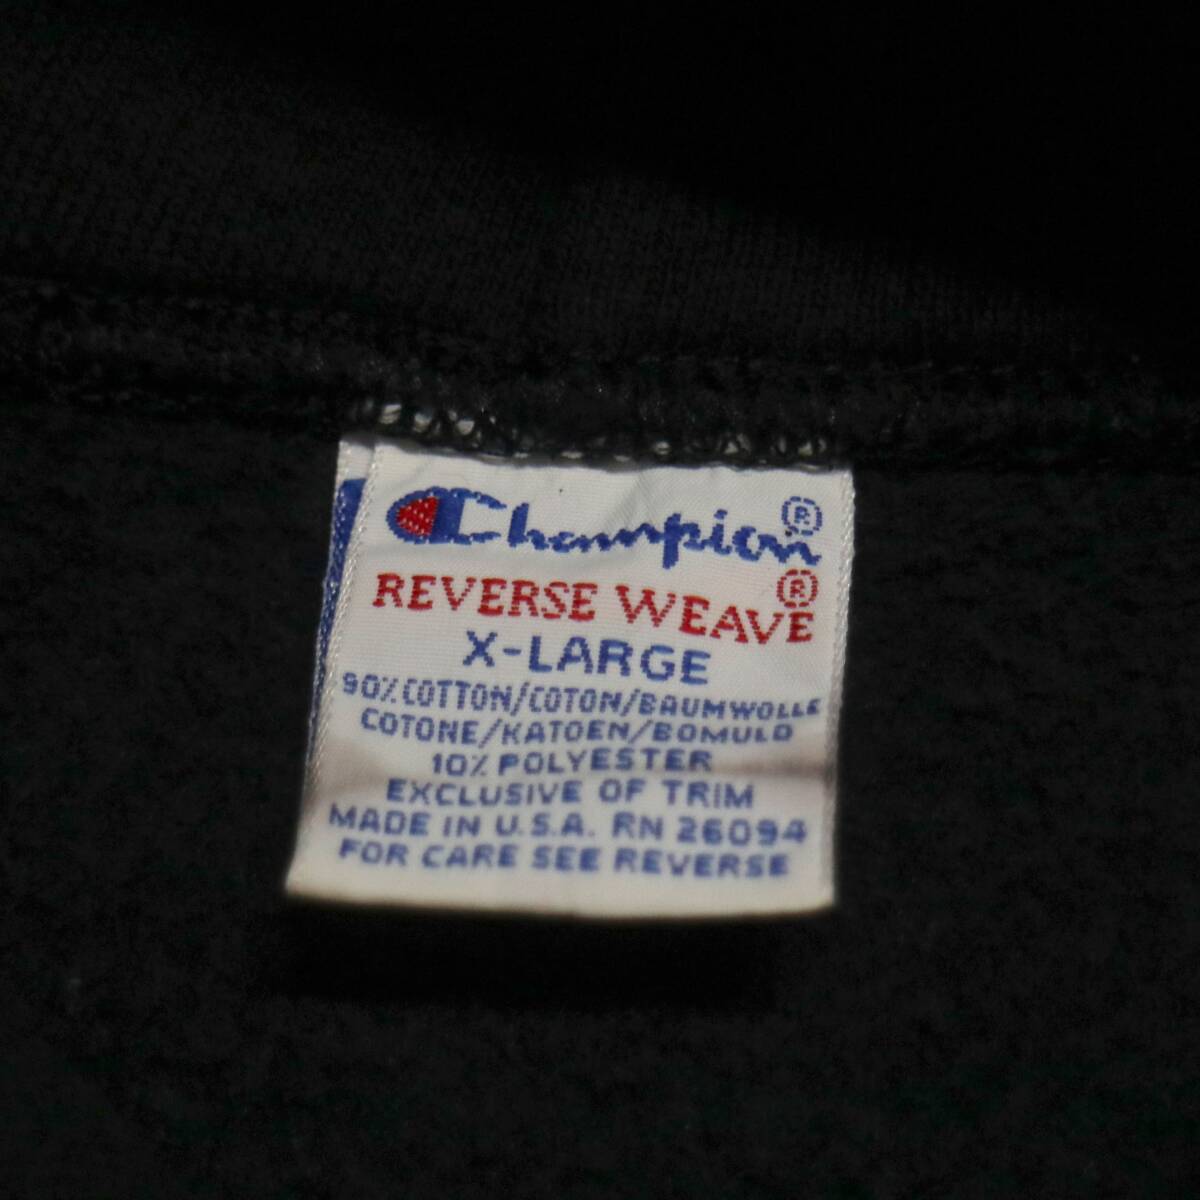 Champion®
REVERSE WEAVE®
X-LARGE
90% COTTON/COTON/BAUMWOLLE
COTONE/KATOEN/BOMULD
10% POLYESTER
EXCLUSIVE OF TRIM
MADE IN U.S.A. RN 26094
FOR CARE SEE REVERSE